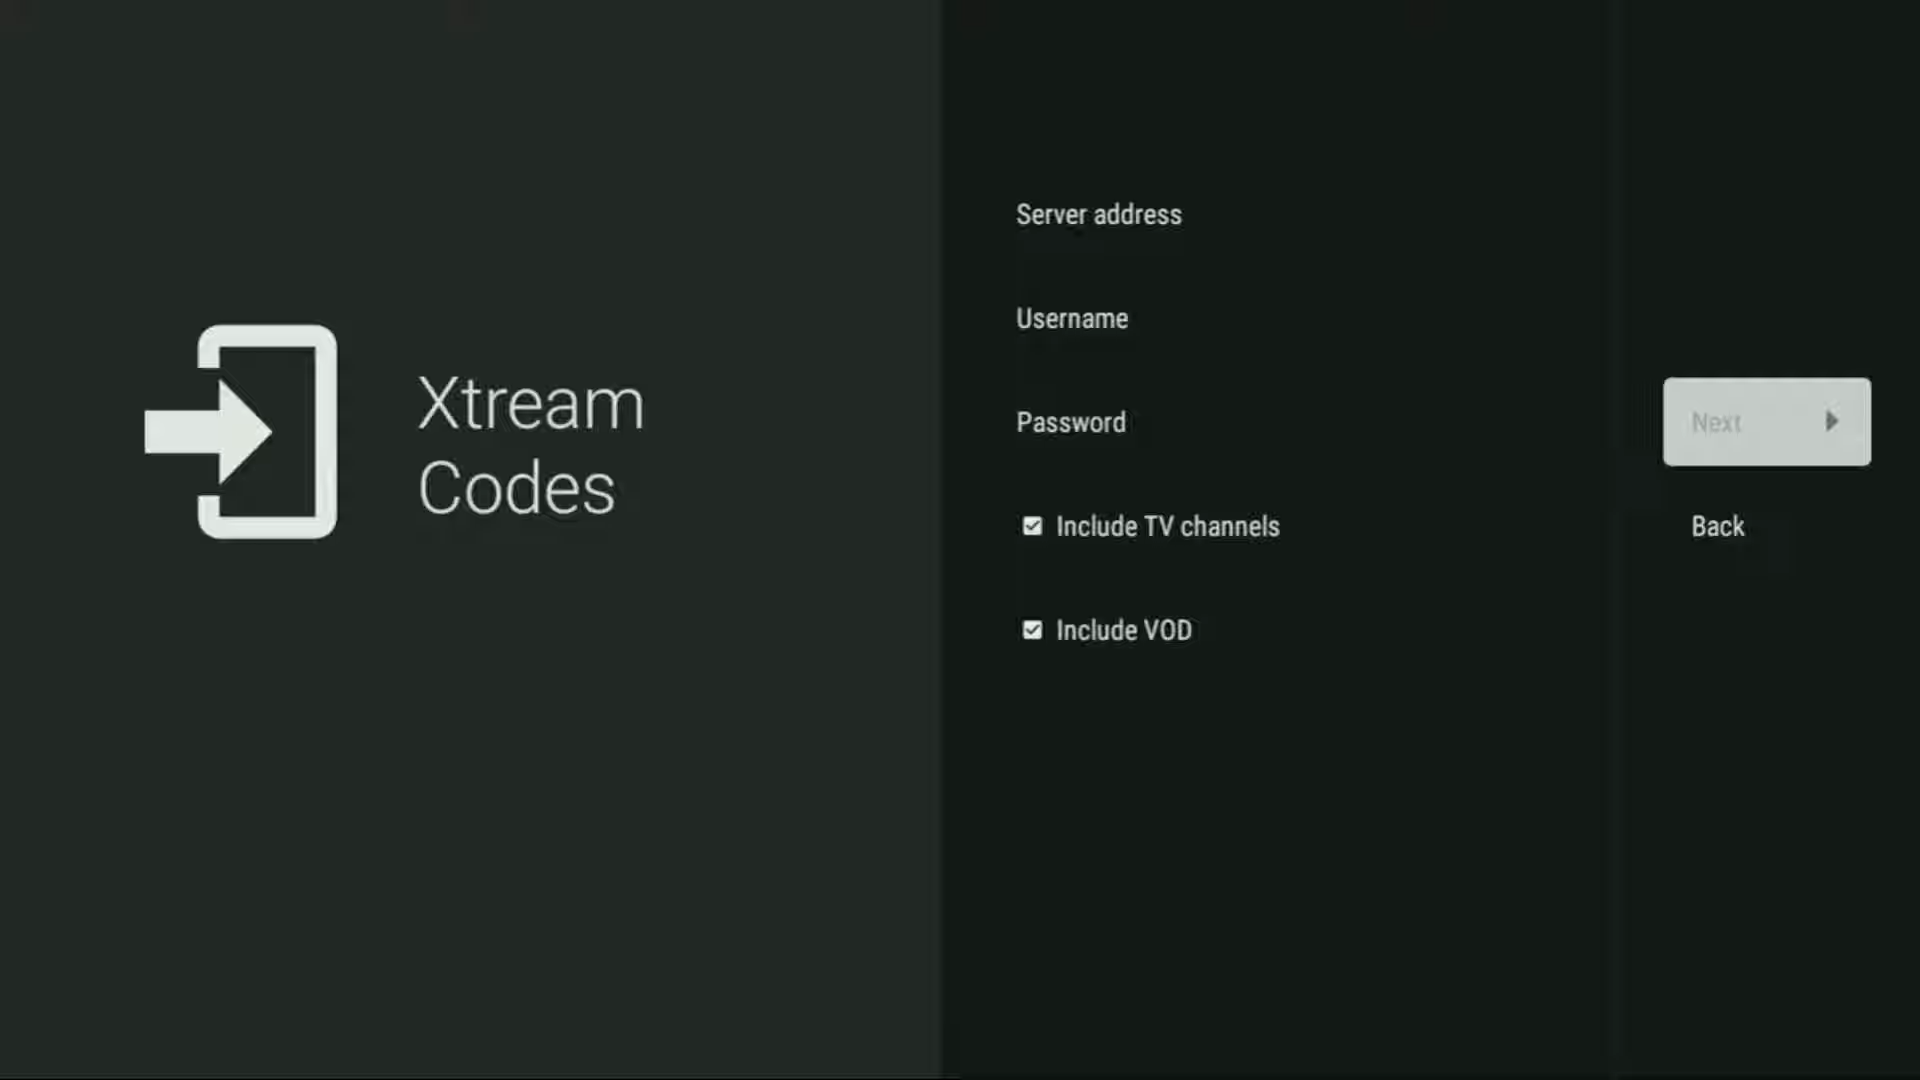 Xtream
Codes
Server address
Username
Password
Include TV channels
Include VOD
Next
Back